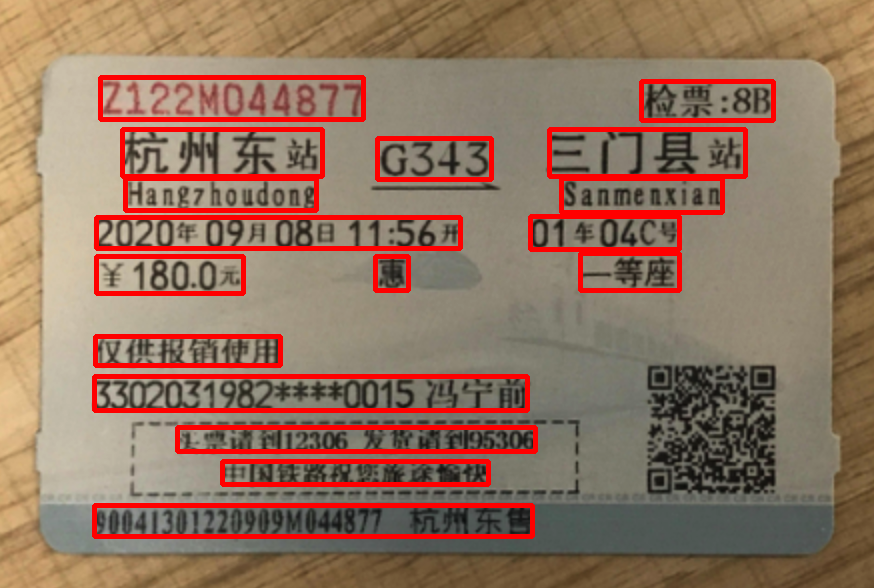 Z122M044877 检票:8B
杭州东站 G343 三门县站
Hangzhoudong Sanmenxian
2020年09月08日 11:56开 01车04C号
¥180.0元 惠 一等座
仅供报销使用
3302031982****0015 冯宁前
买票请到12306 发货请到95306
中国铁路祝您旅途愉快
90041301220909M044877 杭州东售